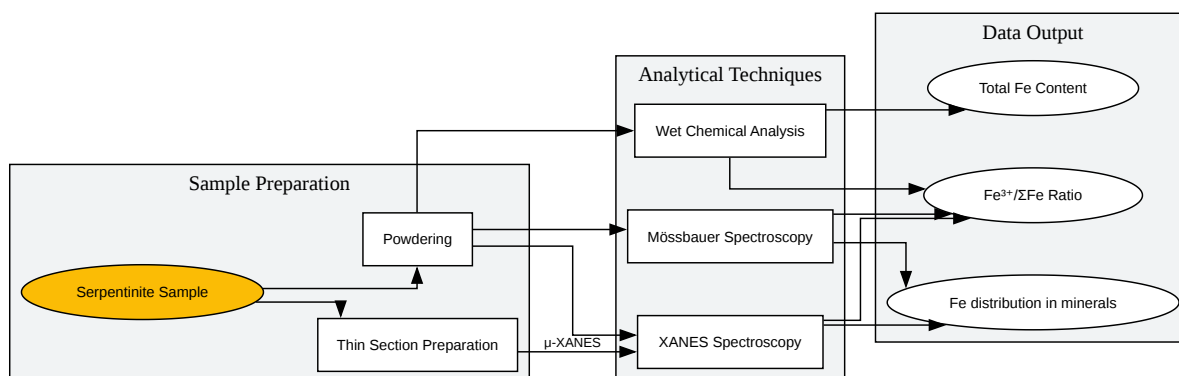 Data Output
Analytical Techniques
Total Fe Content
Wet Chemical Analysis
Sample Preparation
Fe³⁺/ΣFe Ratio
Powdering
Mössbauer Spectroscopy
Serpentinite Sample
Fe distribution in minerals
Thin Section Preparation
μ-XANES
XANES Spectroscopy